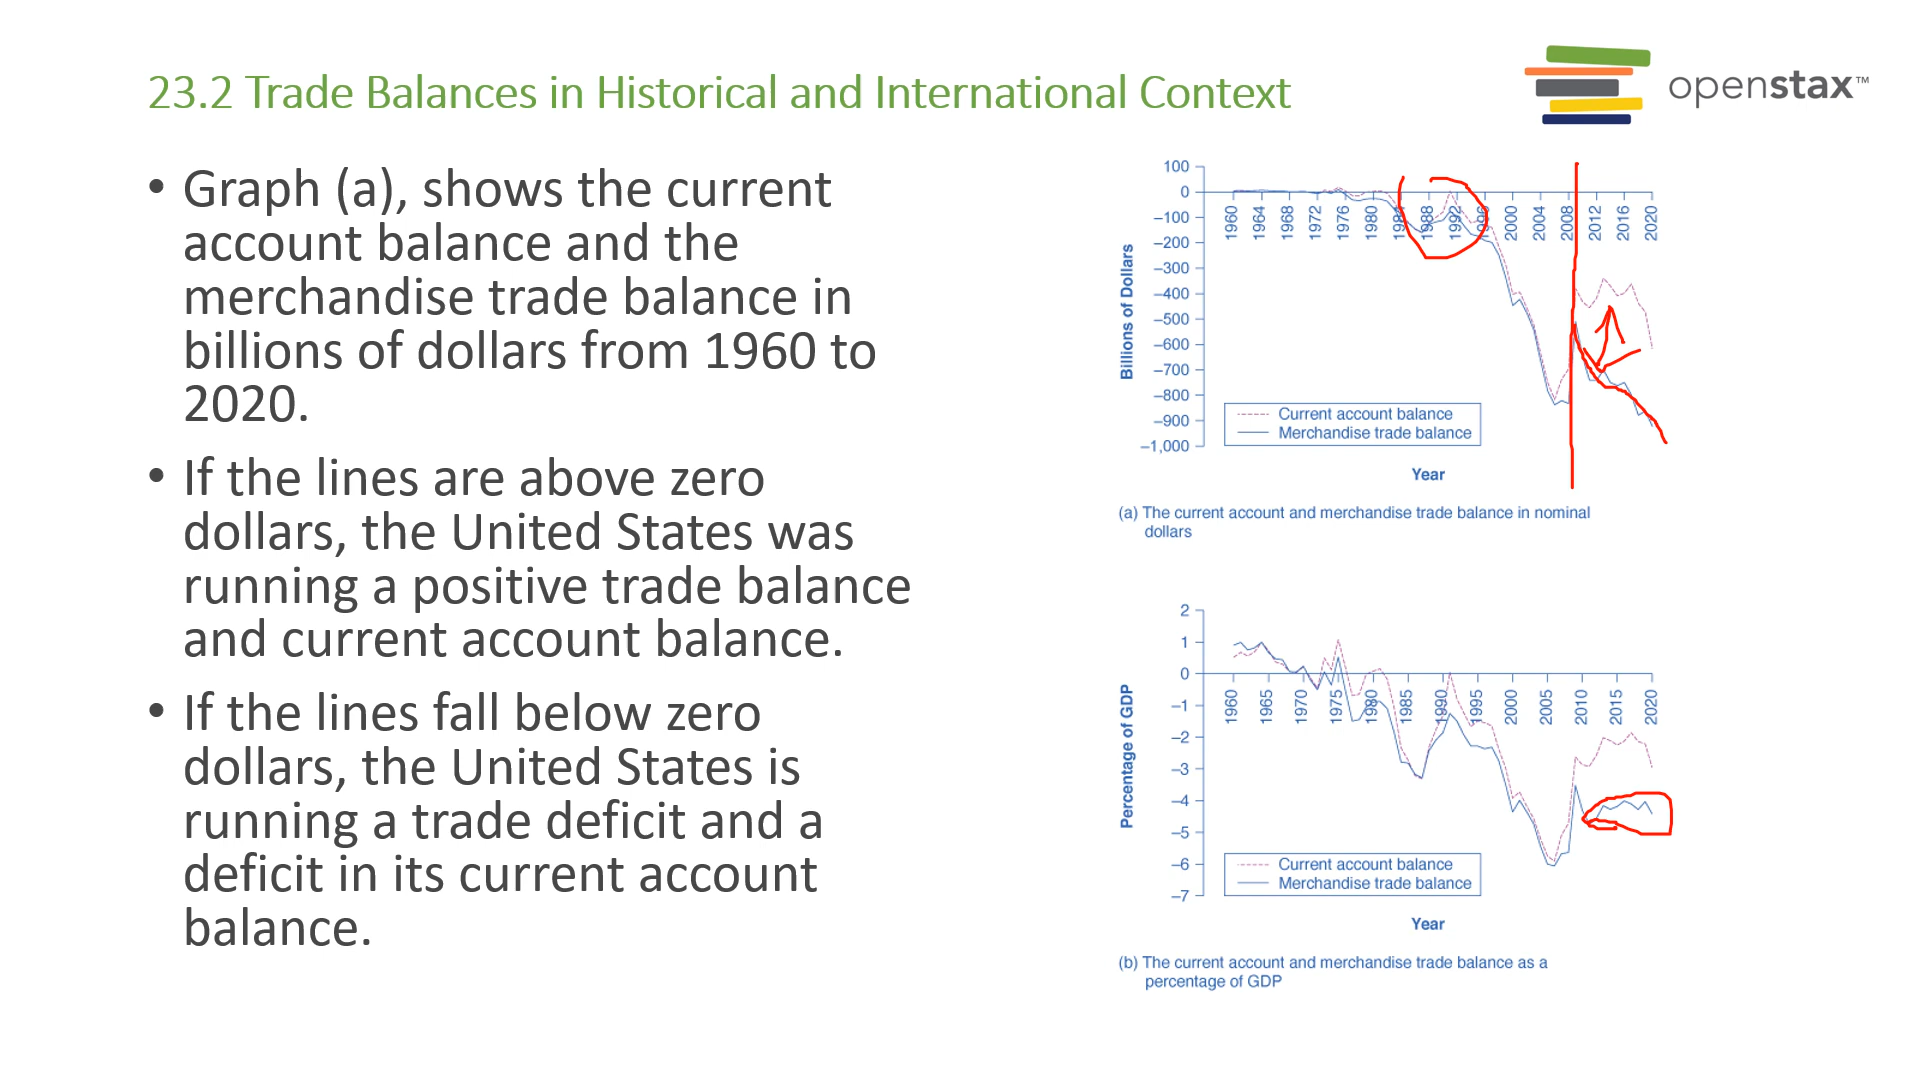 23.2 Trade Balances in Historical and International Context
openstax™
• Graph (a), shows the current
account balance and the
merchandise trade balance in
billions of dollars from 1960 to
2020.
• If the lines are above zero
dollars, the United States was
running a positive trade balance
and current account balance.
• If the lines fall below zero
dollars, the United States is
running a trade deficit and a
deficit in its current account
balance.
100
0
–100
–200
–300
–400
–500
–600
–700
–800
–900
–1,000
Billions of Dollars
1960 1964 1968 1972 1976 1980 1984 1988 1992 1996 2000 2004 2008 2012 2016 2020
Current account balance
Merchandise trade balance
Year
(a) The current account and merchandise trade balance in nominal
dollars
2
1
0
–1
–2
–3
–4
–5
–6
–7
Percentage of GDP
1960 1965 1970 1975 1980 1985 1990 1995 2000 2005 2010 2015 2020
Current account balance
Merchandise trade balance
Year
(b) The current account and merchandise trade balance as a
percentage of GDP